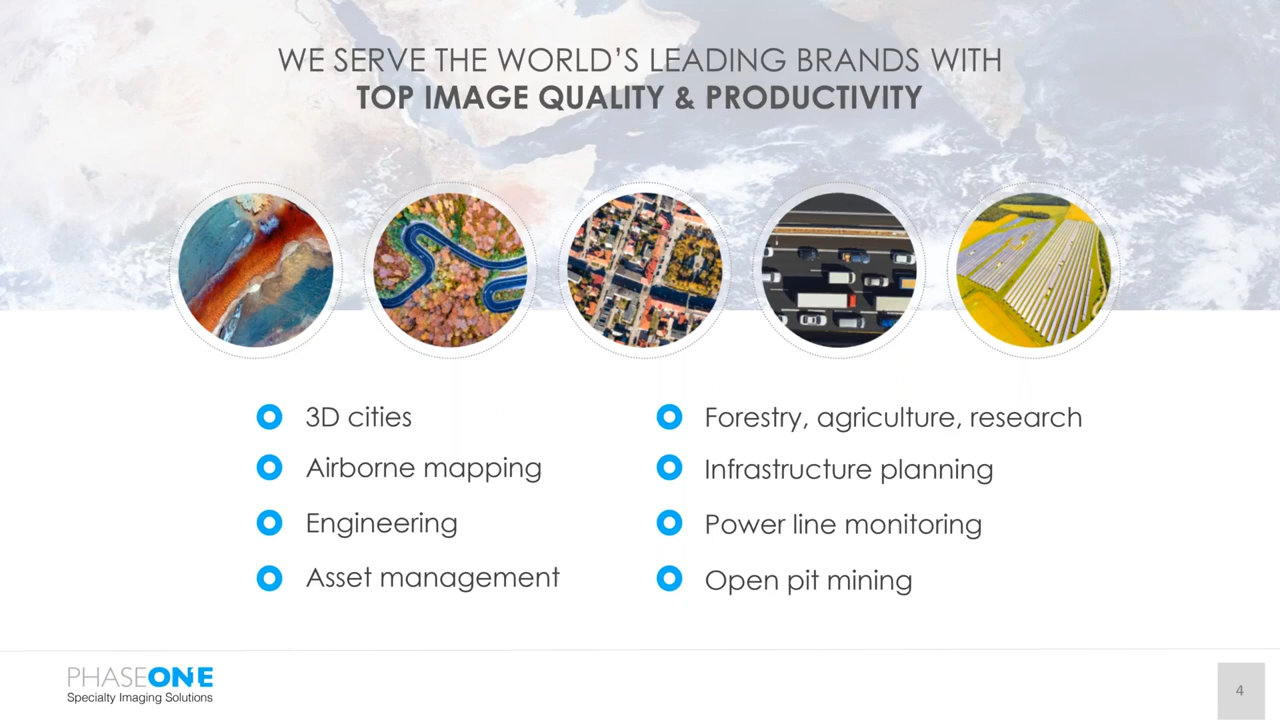 WE SERVE THE WORLD’S LEADING BRANDS WITH
TOP IMAGE QUALITY & PRODUCTIVITY
3D cities
Airborne mapping
Engineering
Asset management
Forestry, agriculture, research
Infrastructure planning
Power line monitoring
Open pit mining
PHASEONE
Specialty Imaging Solutions
4